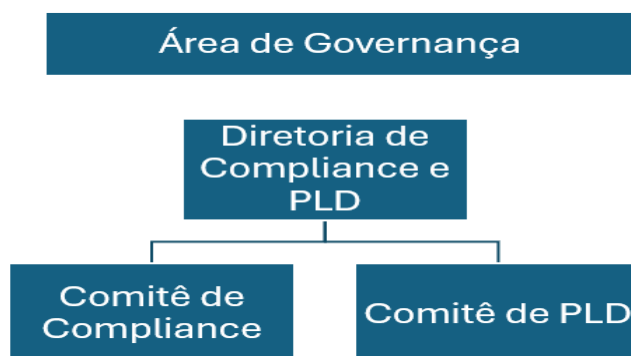 Área de Governança
Diretoria de
Compliance e
PLD
Comitê de
Compliance
Comitê de PLD